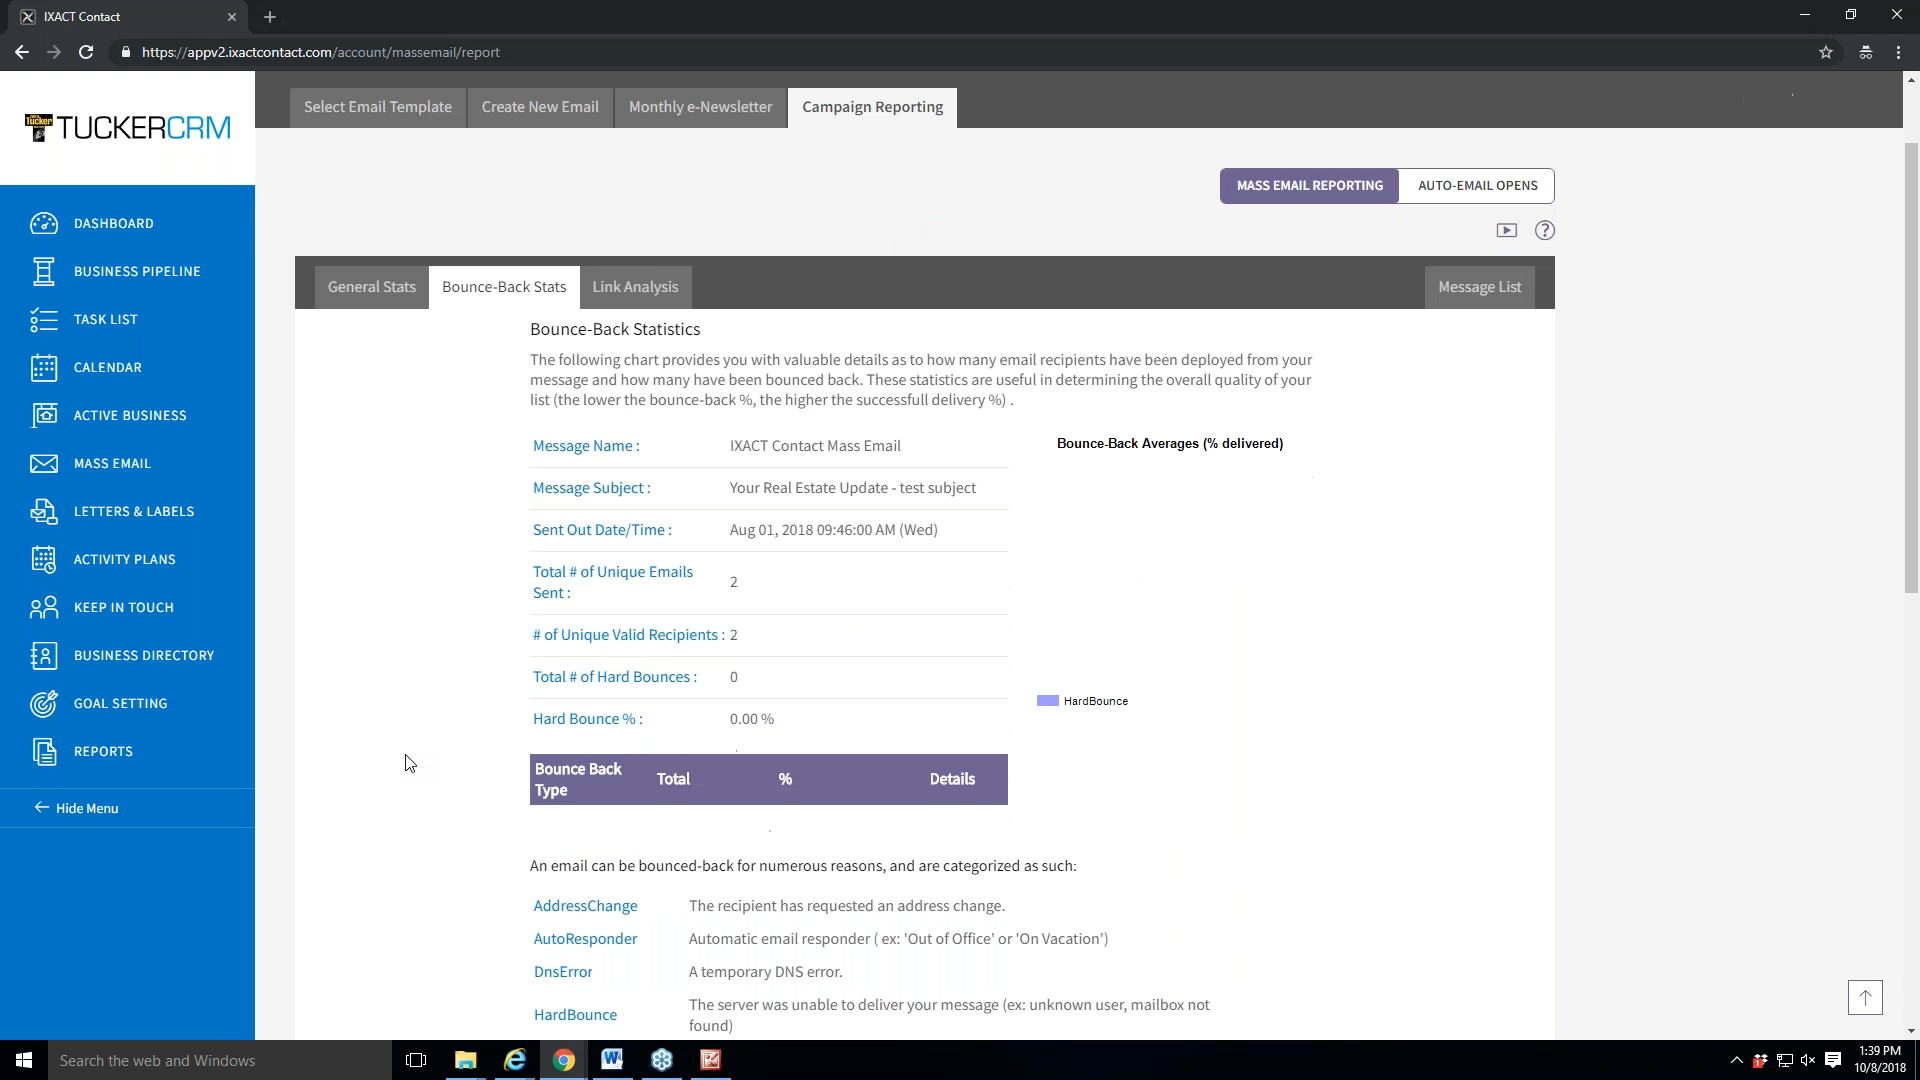 IXACT Contact
https://appv2.ixactcontact.com/account/massemail/report
TUCKERCRM
Select Email Template
Create New Email
Monthly e-Newsletter
Campaign Reporting
MASS EMAIL REPORTING
AUTO-EMAIL OPENS
DASHBOARD
BUSINESS PIPELINE
TASK LIST
CALENDAR
ACTIVE BUSINESS
MASS EMAIL
LETTERS & LABELS
ACTIVITY PLANS
KEEP IN TOUCH
BUSINESS DIRECTORY
GOAL SETTING
REPORTS
Hide Menu
General Stats
Bounce-Back Stats
Link Analysis
Message List
Bounce-Back Statistics
The following chart provides you with valuable details as to how many email recipients have been deployed from your
message and how many have been bounced back. These statistics are useful in determining the overall quality of your
list (the lower the bounce-back %, the higher the successfull delivery %) .
Message Name : IXACT Contact Mass Email
Message Subject : Your Real Estate Update - test subject
Sent Out Date/Time : Aug 01, 2018 09:46:00 AM (Wed)
Total # of Unique Emails
Sent : 2
# of Unique Valid Recipients : 2
Total # of Hard Bounces : 0
Hard Bounce % : 0.00 %
Bounce-Back Averages (% delivered)
HardBounce
Bounce Back
Type Total % Details
An email can be bounced-back for numerous reasons, and are categorized as such:
AddressChange The recipient has requested an address change.
AutoResponder Automatic email responder ( ex: 'Out of Office' or 'On Vacation')
DnsError A temporary DNS error.
HardBounce The server was unable to deliver your message (ex: unknown user, mailbox not
found)
Search the web and Windows
1:39 PM
10/8/2018